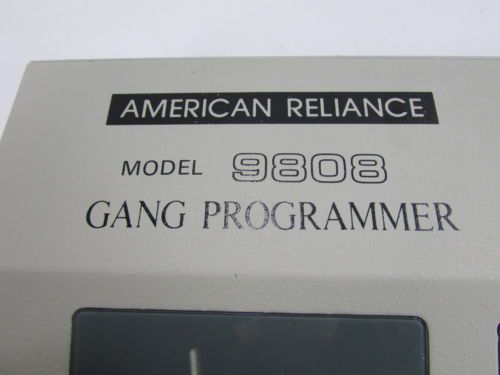 AMERICAN RELIANCE
MODEL 9808
GANG PROGRAMMER